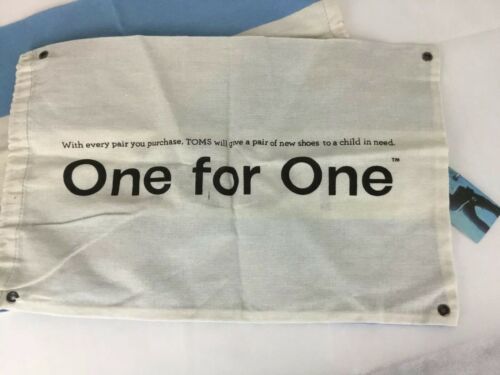 With every pair you purchase, TOMS will give a pair of new shoes to a child in need.
One for One™